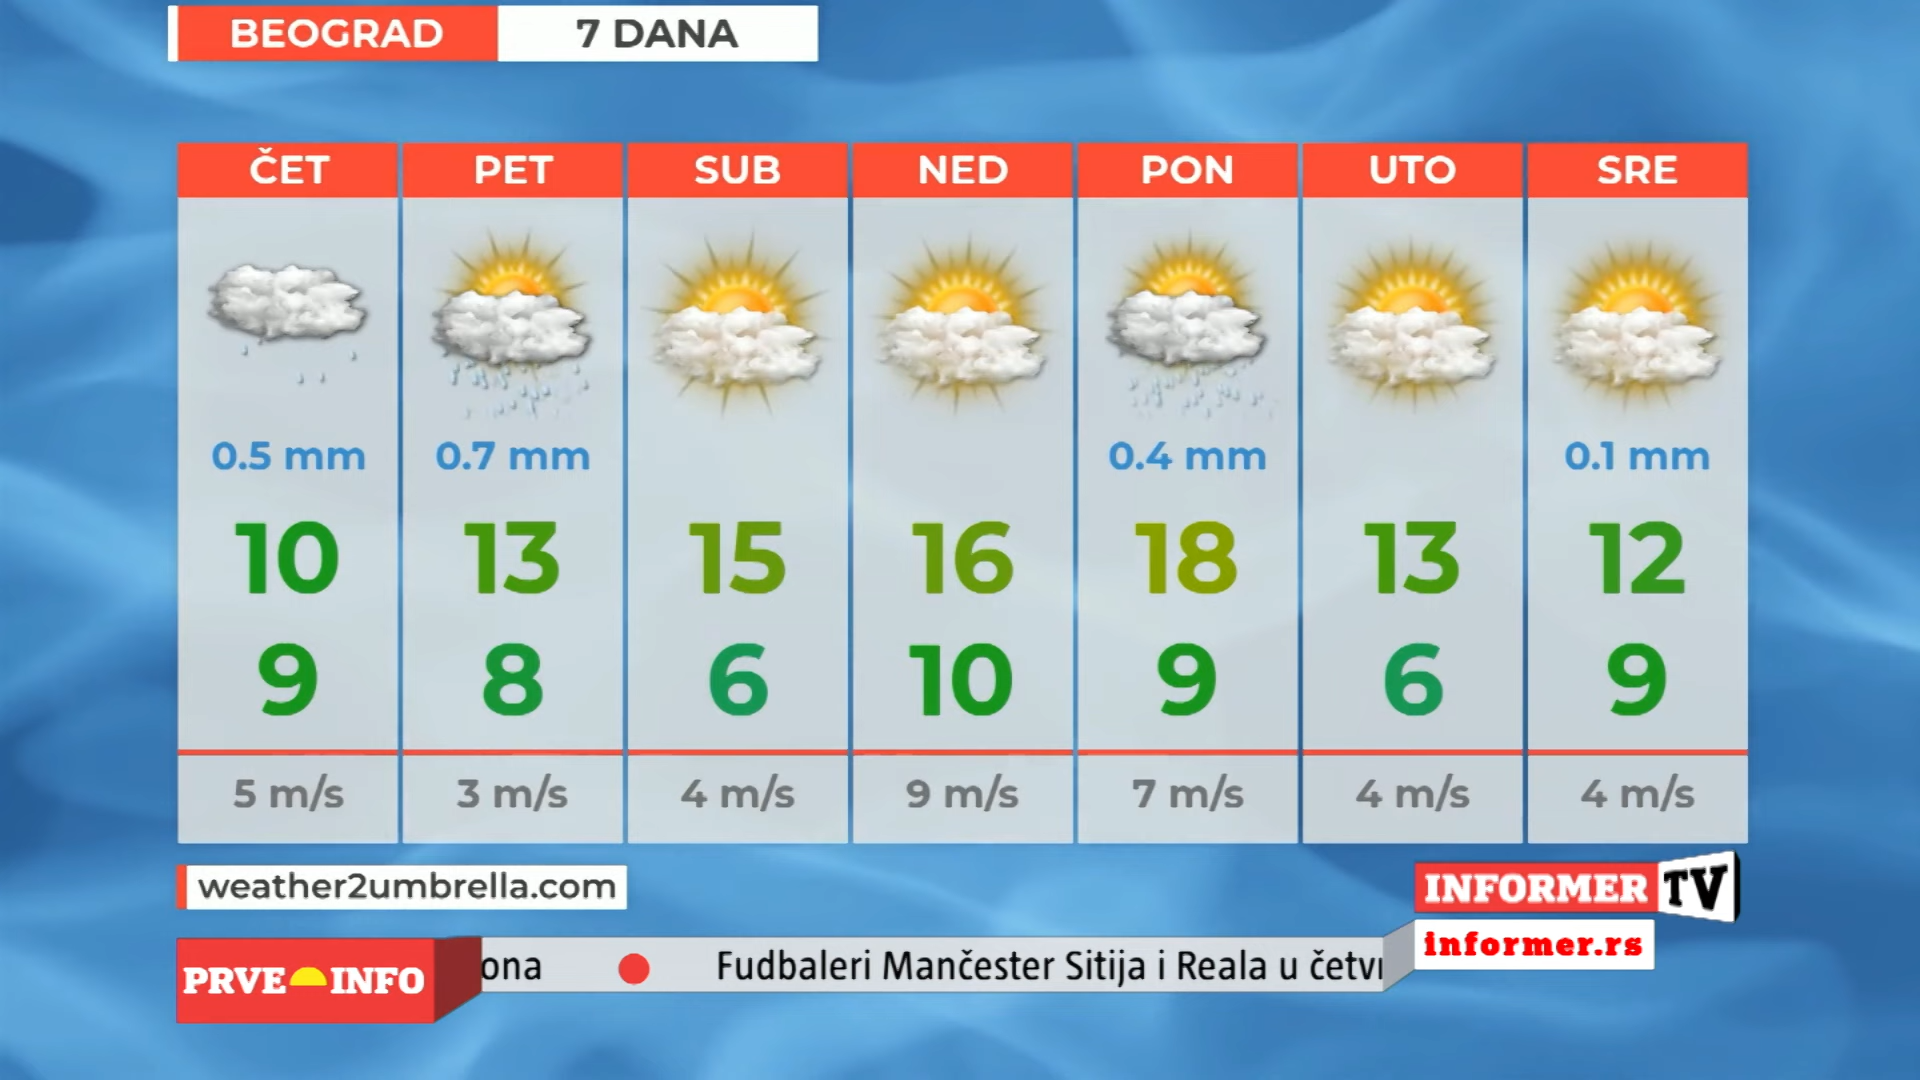 BEOGRAD 7 DANA
ČET PET SUB NED PON UTO SRE
0.5 mm 0.7 mm 0.4 mm 0.1 mm
10 13 15 16 18 13 12
9 8 6 10 9 6 9
5 m/s 3 m/s 4 m/s 9 m/s 7 m/s 4 m/s 4 m/s
weather2umbrella.com
INFORMER TV
informer.rs
PRVE INFO
ona Fudbaleri Mančester Sitija i Reala u četv